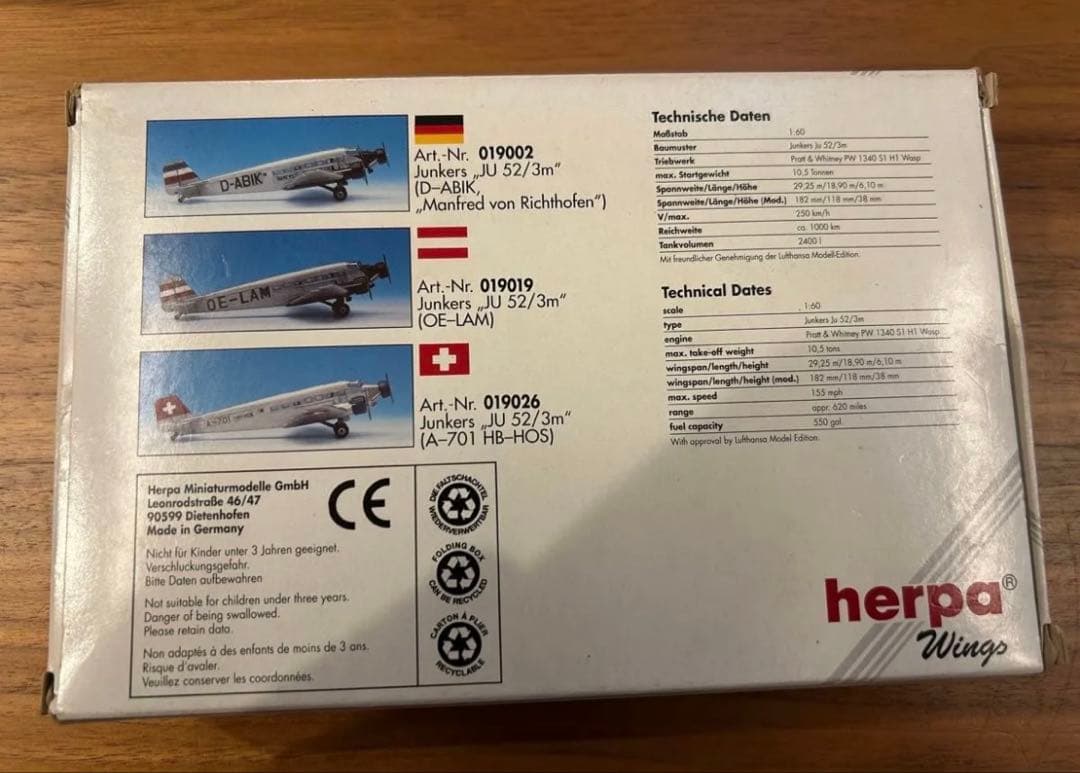 D-ABIK
Art.-Nr. 019002
Junkers „JU 52/3m“
(D–ABIK,
„Manfred von Richthofen“)
OE-LAM
Art.-Nr. 019019
Junkers „JU 52/3m“
(OE–LAM)
A-701
Art.-Nr. 019026
Junkers „JU 52/3m“
(A–701 HB–HOS)
Herpa Miniaturmodelle GmbH
Leonrodstraße 46/47
90599 Dietenhofen
Made in Germany
CE
Nicht für Kinder unter 3 Jahren geeignet.
Verschluckungsgefahr.
Bitte Daten aufbewahren
Not suitable for children under three years.
Danger of being swallowed.
Please retain data.
Non adaptés à des enfants de moins de 3 ans.
Risque d'avaler.
Veuillez conserver les coordonnées.
DIE FALTSCHACHTEL
WIEDERVERWERTBAR
FOLDING BOX
CAN BE RECYCLED
CARTON À PLIER
RECYCLABLE
Technische Daten
Maßstab 1:60
Baumuster Junkers Ju 52/3m
Triebwerk Pratt & Whitney PW 1340 S1 H1 Wasp
max. Startgewicht 10,5 Tonnen
Spannweite/Länge/Höhe 29,25 m/18,90 m/6,10 m
Spannweite/Länge/Höhe (Mod.) 182 mm/118 mm/38 mm
V/max. 250 km/h
Reichweite ca. 1000 km
Tankvolumen 2400 l
Mit freundlicher Genehmigung der Lufthansa Modell-Edition.
Technical Dates
scale 1:60
type Junkers Ju 52/3m
engine Pratt & Whitney PW 1340 S1 H1 Wasp
max. take-off weight 10,5 tons
wingspan/length/height 29,25 m/18,90 m/6,10 m
wingspan/length/height (mod.) 182 mm/118 mm/38 mm
max. speed 155 mph
range appr. 620 miles
fuel capacity 550 gal.
With approval by Lufthansa Model Edition.
herpa®
Wings